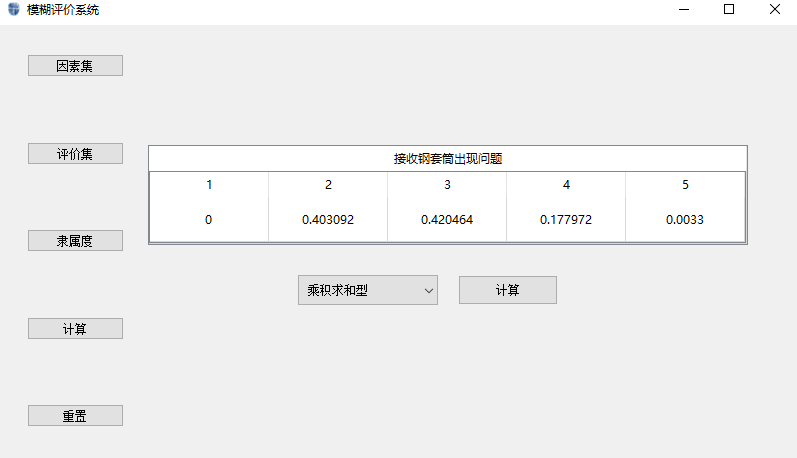 模糊评价系统
因素集
评价集
接收钢套筒出现问题
1 2 3 4 5
0 0.403092 0.420464 0.177972 0.0033
隶属度
乘积求和型 计算
计算
重置